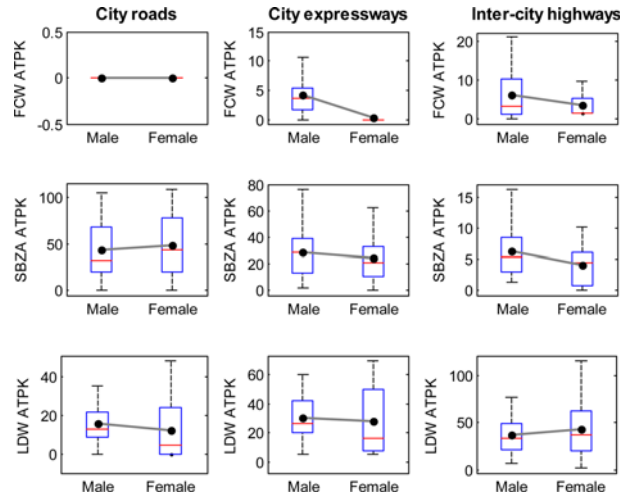 City roads
City expressways
Inter-city highways
FCW ATPK
0.5
0
-0.5
Male
Female
FCW ATPK
15
10
5
0
Male
Female
FCW ATPK
20
10
0
Male
Female
SBZA ATPK
100
50
0
Male
Female
SBZA ATPK
80
60
40
20
0
Male
Female
SBZA ATPK
15
10
5
0
Male
Female
LDW ATPK
40
20
0
Male
Female
LDW ATPK
60
40
20
0
Male
Female
LDW ATPK
100
50
0
Male
Female